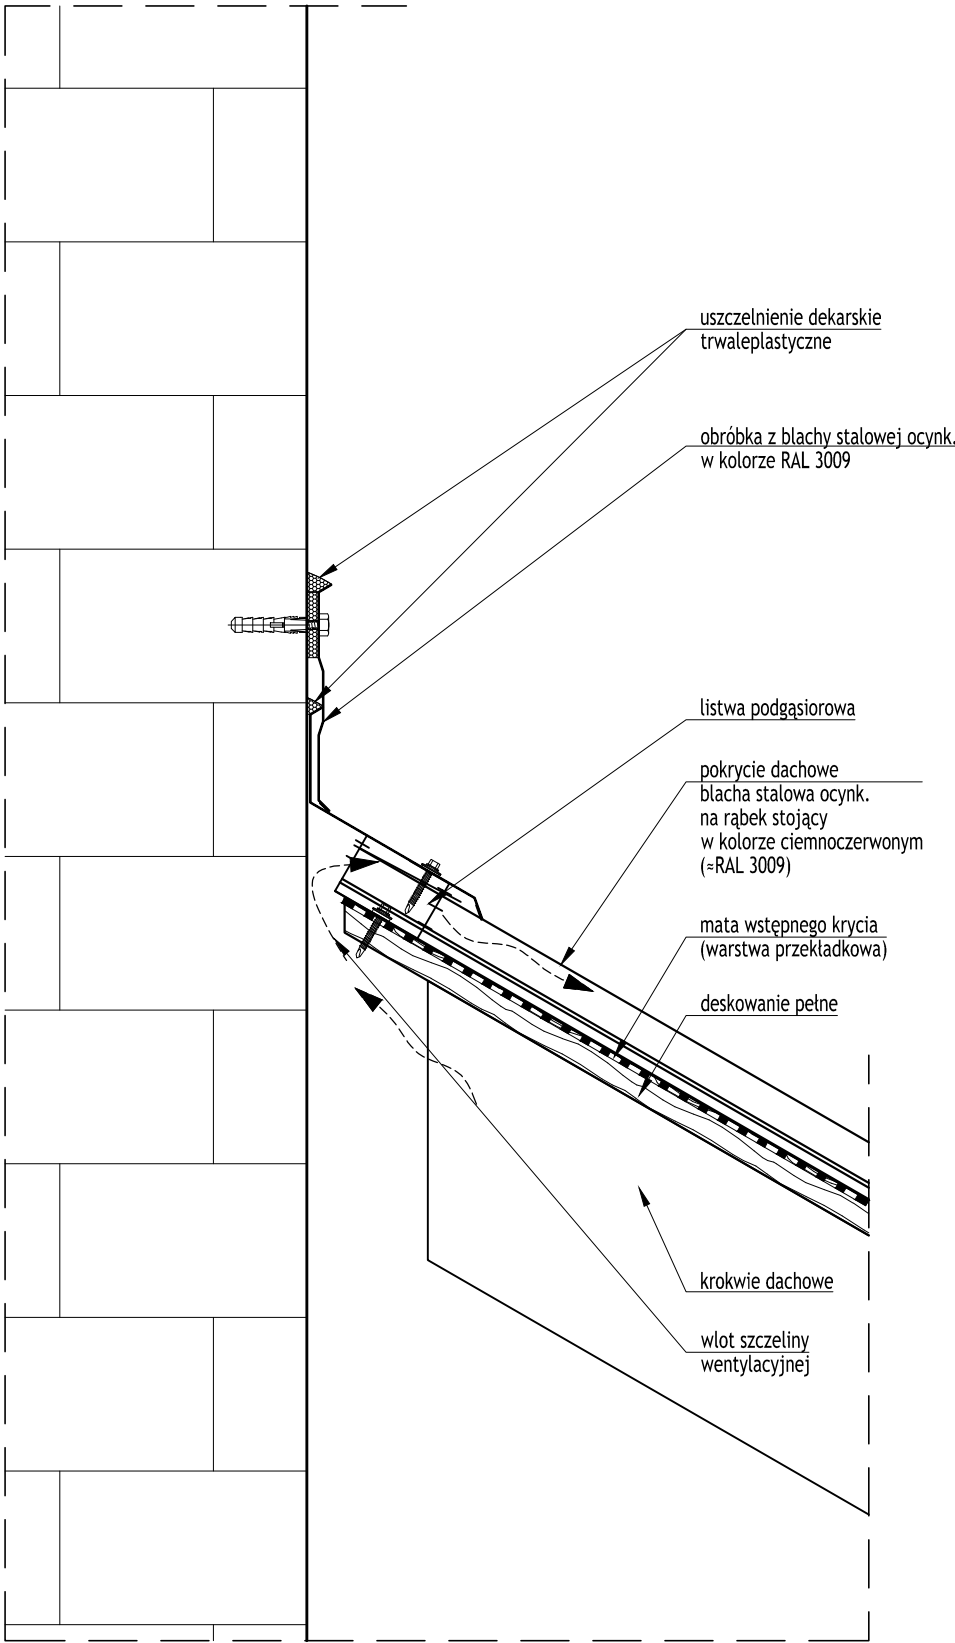 uszczelnienie dekarskie
trwaleplastyczne
obróbka z blachy stalowej ocynk.
w kolorze RAL 3009
listwa podgąsiorowa
pokrycie dachowe
blacha stalowa ocynk.
na rąbek stojący
w kolorze ciemnoczerwonym
(≈RAL 3009)
mata wstępnego krycia
(warstwa przekładkowa)
deskowanie pełne
krokwie dachowe
wlot szczeliny
wentylacyjnej